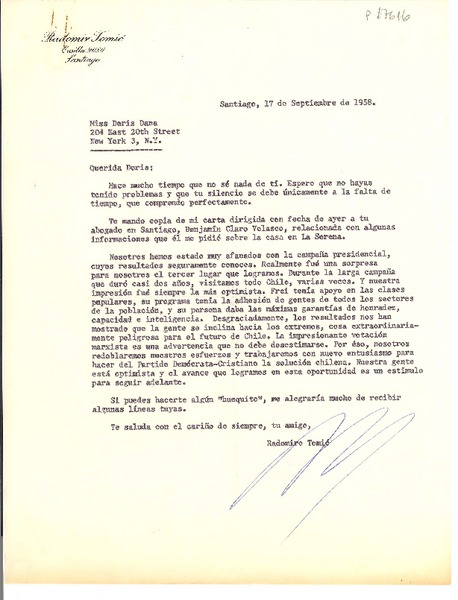 Radomiro Tomić
Casilla
Santiago
Santiago, 17 de Septiembre de 1958.
Miss Doris Dana
204 East 20th Street
New York 3, N.Y.
Querida Doris:
Hace mucho tiempo que no sé nada de tí. Espero que no hayas
tenido problemas y que tu silencio se debe únicamente a la falta de
tiempo, que comprendo perfectamente.
Te mando copia de mi carta dirigida con fecha de ayer a tu
abogado en Santiago, Benjamín Claro Velasco, relacionada con algunas
informaciones que él me pidió sobre la casa en La Serena.
Nosotros hemos estado muy afanados con la campaña presidencial,
cuyos resultados seguramente conoces. Realmente fué una sorpresa
para nosotros el tercer lugar que logramos. Durante la larga campaña
que duró casi dos años, visitamos todo Chile, varias veces. Y nuestra
impresión fué siempre la más optimista. Frei tenía apoyo en las clases
populares, su programa tenía la adhesión de gentes de todos los sectores
de la población, y su persona daba las máximas garantías de honradez,
capacidad e inteligencia. Desgraciadamente, los resultados nos han
mostrado que la gente se inclina hacia los extremos, cosa extraordinaria-
mente peligrosa para el futuro de Chile. La impresionante votación
marxista es una advertencia que no debe desestimarse. Por éso, nosotros
redoblaremos nuestros esfuerzos y trabajaremos con nuevo entusiasmo para
hacer del Partido Demócrata-Cristiano la solución chilena. Nuestra gente
está optimista y el avance que logramos en esta oportunidad es un estímulo
para seguir adelante.
Si puedes hacerte algún "huequito", me alegraría mucho de recibir
algunas líneas tuyas.
Te saluda con el cariño de siempre, tu amigo,
Radomiro Tomić